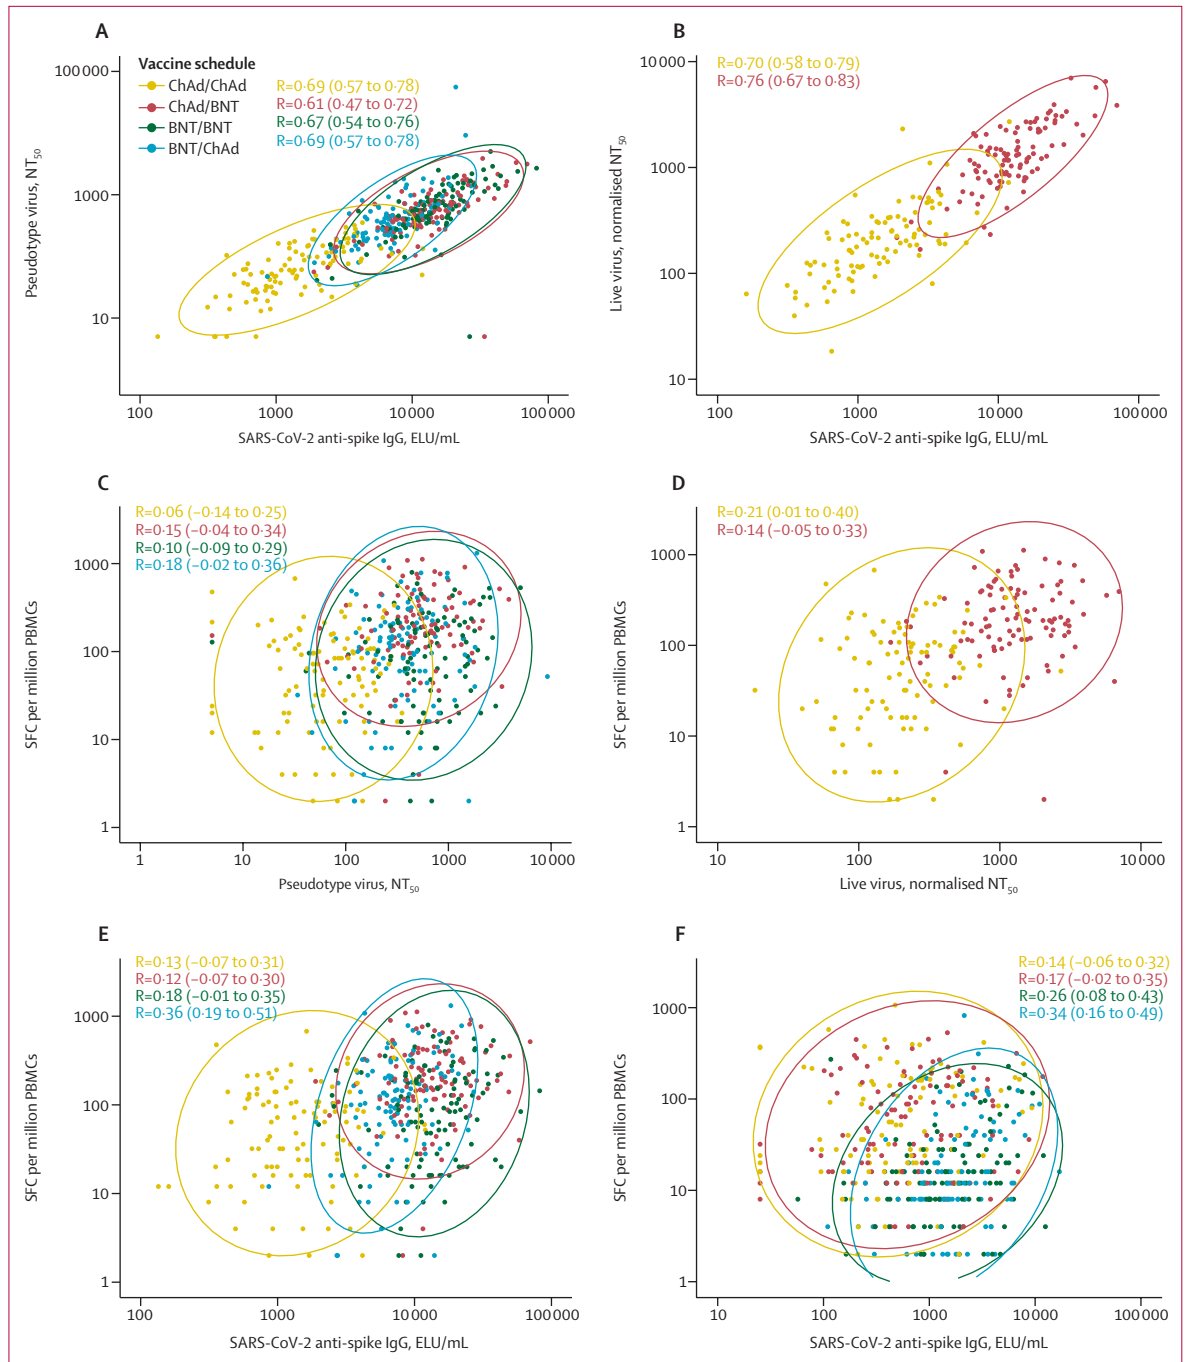 A
Vaccine schedule
ChAd/ChAd R=0·69 (0·57 to 0·78)
ChAd/BNT R=0·61 (0·47 to 0·72)
BNT/BNT R=0·67 (0·54 to 0·76)
BNT/ChAd R=0·69 (0·57 to 0·78)
Pseudotype virus, NT50
100 000
1000
10
100 1000 10 000 100 000
SARS-CoV-2 anti-spike IgG, ELU/mL
B
R=0·70 (0·58 to 0·79)
R=0·76 (0·67 to 0·83)
Live virus, normalised NT50
10 000
1000
100
10
100 1000 10 000 100 000
SARS-CoV-2 anti-spike IgG, ELU/mL
C
R=0·06 (−0·14 to 0·25)
R=0·15 (−0·04 to 0·34)
R=0·10 (−0·09 to 0·29)
R=0·18 (−0·02 to 0·36)
SFC per million PBMCs
1000
100
10
1
1 10 100 1000 10 000
Pseudotype virus, NT50
D
R=0·21 (0·01 to 0·40)
R=0·14 (−0·05 to 0·33)
SFC per million PBMCs
1000
100
10
1
10 100 1000 10 000
Live virus, normalised NT50
E
R=0·13 (−0·07 to 0·31)
R=0·12 (−0·07 to 0·30)
R=0·18 (−0·01 to 0·35)
R=0·36 (0·19 to 0·51)
SFC per million PBMCs
1000
100
10
1
100 1000 10 000 100 000
SARS-CoV-2 anti-spike IgG, ELU/mL
F
R=0·14 (−0·06 to 0·32)
R=0·17 (−0·02 to 0·35)
R=0·26 (0·08 to 0·43)
R=0·34 (0·16 to 0·49)
SFC per million PBMCs
1000
100
10
1
10 100 1000 10 000 100 000
SARS-CoV-2 anti-spike IgG, ELU/mL